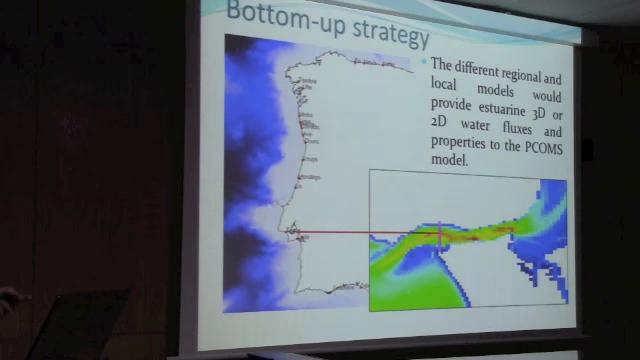 Bottom-up strategy
The different regional and
local models would
provide estuarine 3D or
2D water fluxes and
properties to the PCOMS
model.